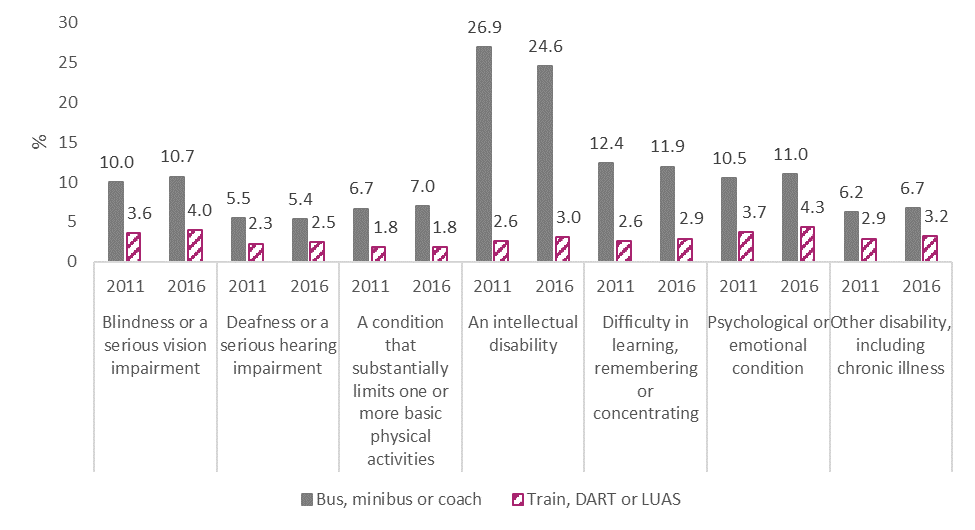 30
25
20
15
10
5
0
%
10.0
3.6
10.7
4.0
5.5
2.3
5.4
2.5
6.7
1.8
7.0
1.8
26.9
2.6
24.6
3.0
12.4
2.6
11.9
2.9
10.5
3.7
11.0
4.3
6.2
2.9
6.7
3.2
2011 2016 2011 2016 2011 2016 2011 2016 2011 2016 2011 2016 2011 2016
Blindness or a
serious vision
impairment
Deafness or a
serious hearing
impairment
A condition
that
substantially
limits one or
more basic
physical
activities
An intellectual
disability
Difficulty in
learning,
remembering
or
concentrating
Psychological or
emotional
condition
Other disability,
including
chronic illness
Bus, minibus or coach
Train, DART or LUAS